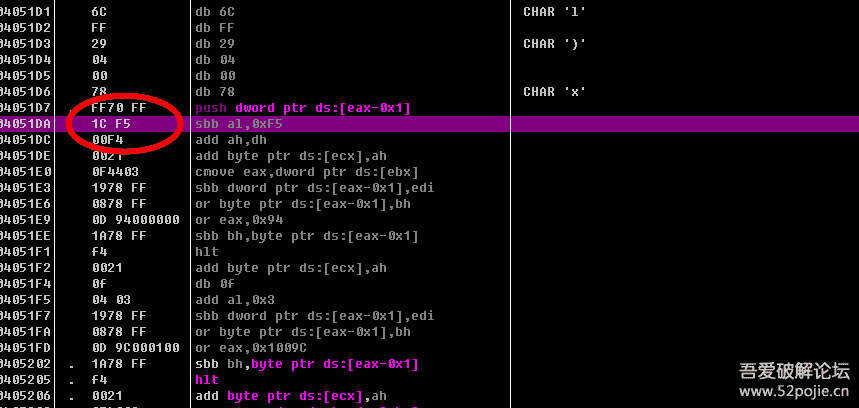 04051D1 6C db 6C CHAR 'l'
04051D2 FF db FF
04051D3 29 db 29 CHAR ')'
04051D4 04 db 04
04051D5 00 db 00
04051D6 78 db 78 CHAR 'x'
04051D7 . FF70 FF push dword ptr ds:[eax-0x1]
04051DA 1C F5 sbb al,0xF5
04051DC 00F4 add ah,dh
04051DE 0021 add byte ptr ds:[ecx],ah
04051E0 0F4403 cmove eax,dword ptr ds:[ebx]
04051E3 1978 FF sbb dword ptr ds:[eax-0x1],edi
04051E6 0878 FF or byte ptr ds:[eax-0x1],bh
04051E9 0D 94000000 or eax,0x94
04051EE 1A78 FF sbb bh,byte ptr ds:[eax-0x1]
04051F1 f4 hlt
04051F2 0021 add byte ptr ds:[ecx],ah
04051F4 0f db 0f
04051F5 04 03 add al,0x3
04051F7 1978 FF sbb dword ptr ds:[eax-0x1],edi
04051FA 0878 FF or byte ptr ds:[eax-0x1],bh
04051FD 0D 9C000100 or eax,0x1009C
0405202 . 1A78 FF sbb bh,byte ptr ds:[eax-0x1]
0405205 . f4 hlt
0405206 . 0021 add byte ptr ds:[ecx],ah
吾爱破解论坛
www.52pojie.cn